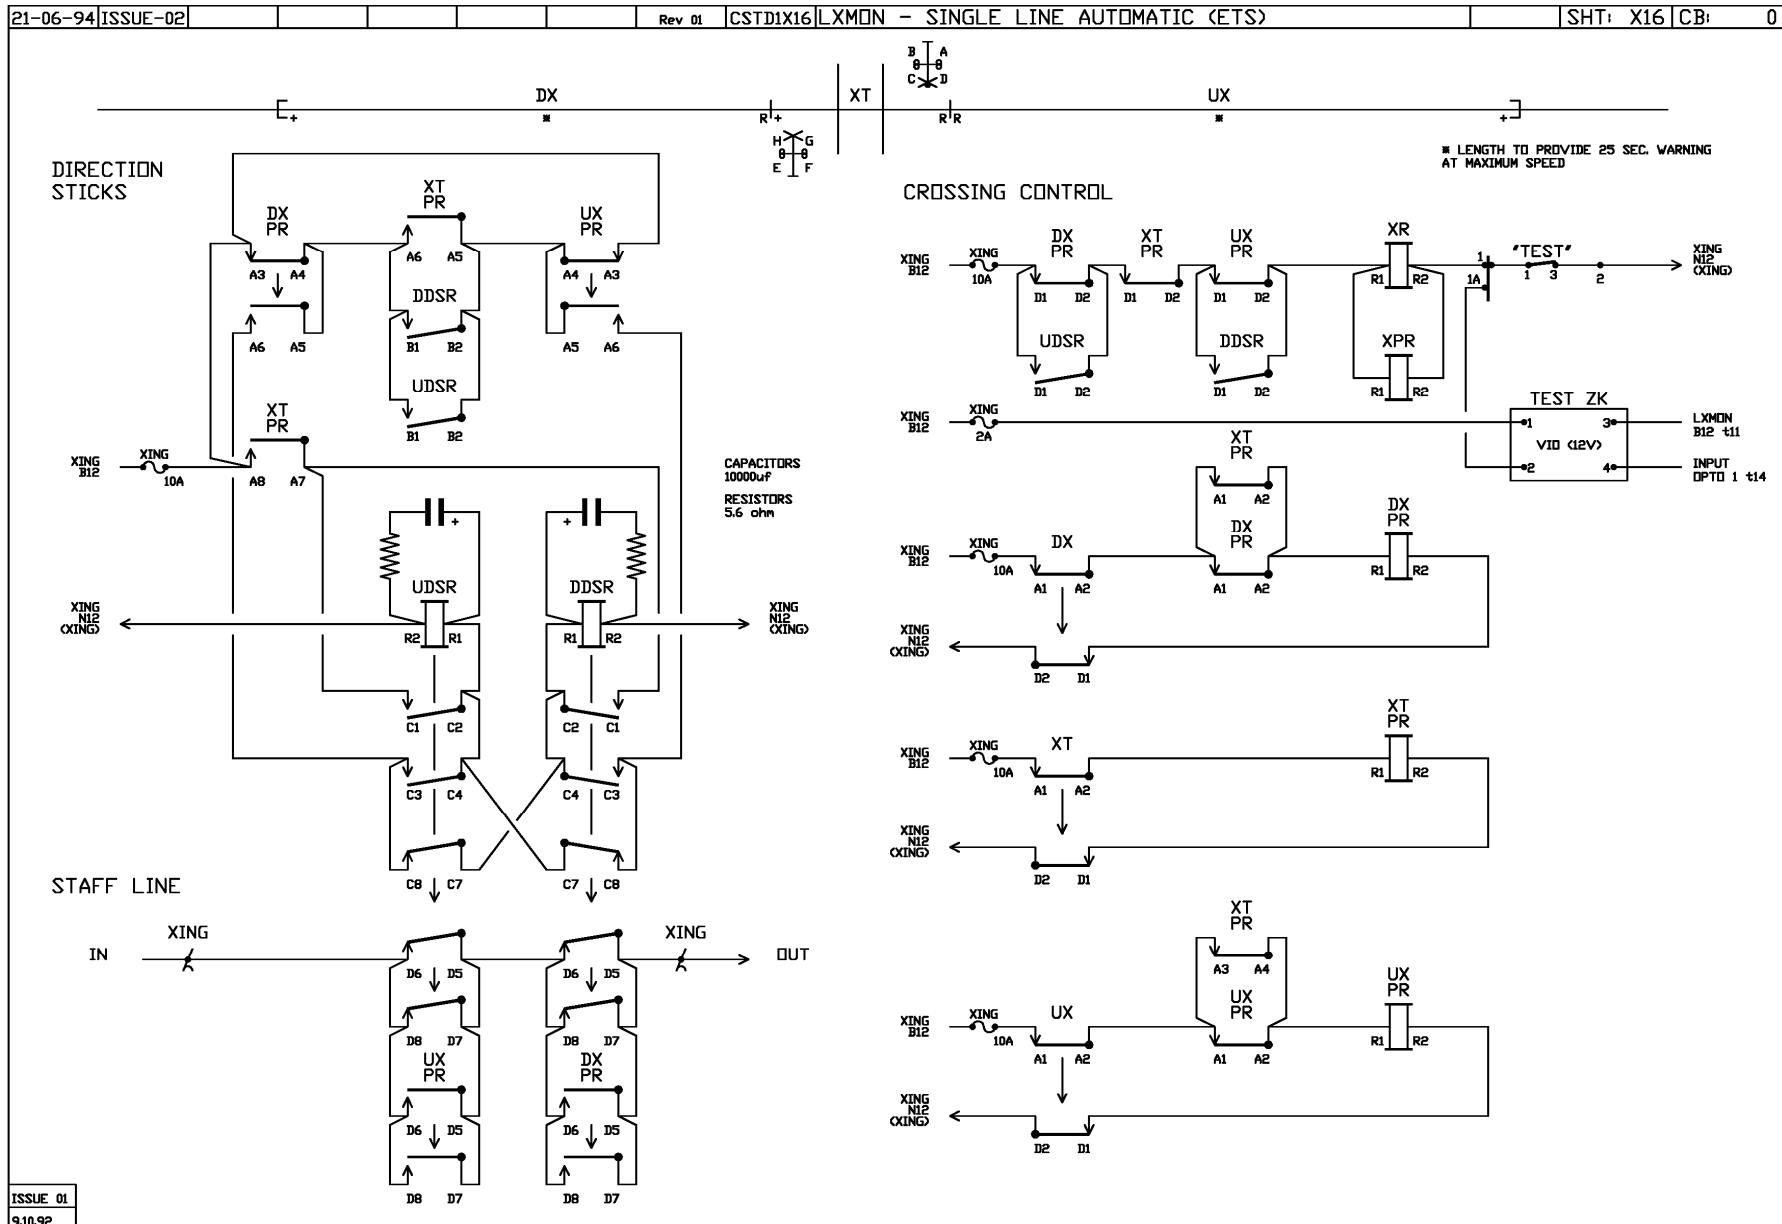 21-06-94 ISSUE-02 Rev 01 CSTD1X16 LXMON - SINGLE LINE AUTOMATIC (ETS) SHT: X16 CB: 0
B A
C D
DX XT UX
+ * R + R R * +
H G
E F
* LENGTH TO PROVIDE 25 SEC. WARNING
AT MAXIMUM SPEED
DIRECTION
STICKS
DX
PR
XT
PR
UX
PR
A3 A4
A6 A5
A4 A3
A6 A5
DDSR
B1 B2
A5 A6
UDSR
B1 B2
XT
PR
XING
B12
XING
10A
A8 A7
CAPACITORS
10000uf
RESISTORS
5.6 ohm
+ +
UDSR DDSR
XING
N12
(XING)
R2 R1 R1 R2
XING
N12
(XING)
C1 C2 C2 C1
C3 C4 C4 C3
C8 C7 C7 C8
STAFF LINE
IN XING XING OUT
D6 D5 D6 D5
D8 D7 D8 D7
UX
PR
DX
PR
D6 D5 D6 D5
D8 D7 D8 D7
CROSSING CONTROL
XING
B12
XING
10A
DX
PR
XT
PR
UX
PR
XR
"TEST"
XING
N12
(XING)
D1 D2 D1 D2 D1 D2 R1 R2 1 1A 1 3 2
UDSR DDSR XPR
D1 D2 D1 D2 R1 R2
XING
B12
XING
2A
TEST ZK
1 3
VIO (12V)
2 4
LXMON
B12 t11
INPUT
OPTO 1 t14
XT
PR
A1 A2
XING
B12
XING
10A
DX
A1 A2
DX
PR
A1 A2
DX
PR
R1 R2
XING
N12
(XING)
D2 D1
XING
B12
XING
10A
XT
A1 A2
XT
PR
R1 R2
XING
N12
(XING)
D2 D1
XT
PR
A3 A4
XING
B12
XING
10A
UX
A1 A2
UX
PR
A1 A2
UX
PR
R1 R2
XING
N12
(XING)
D2 D1
ISSUE 01
9.10.92